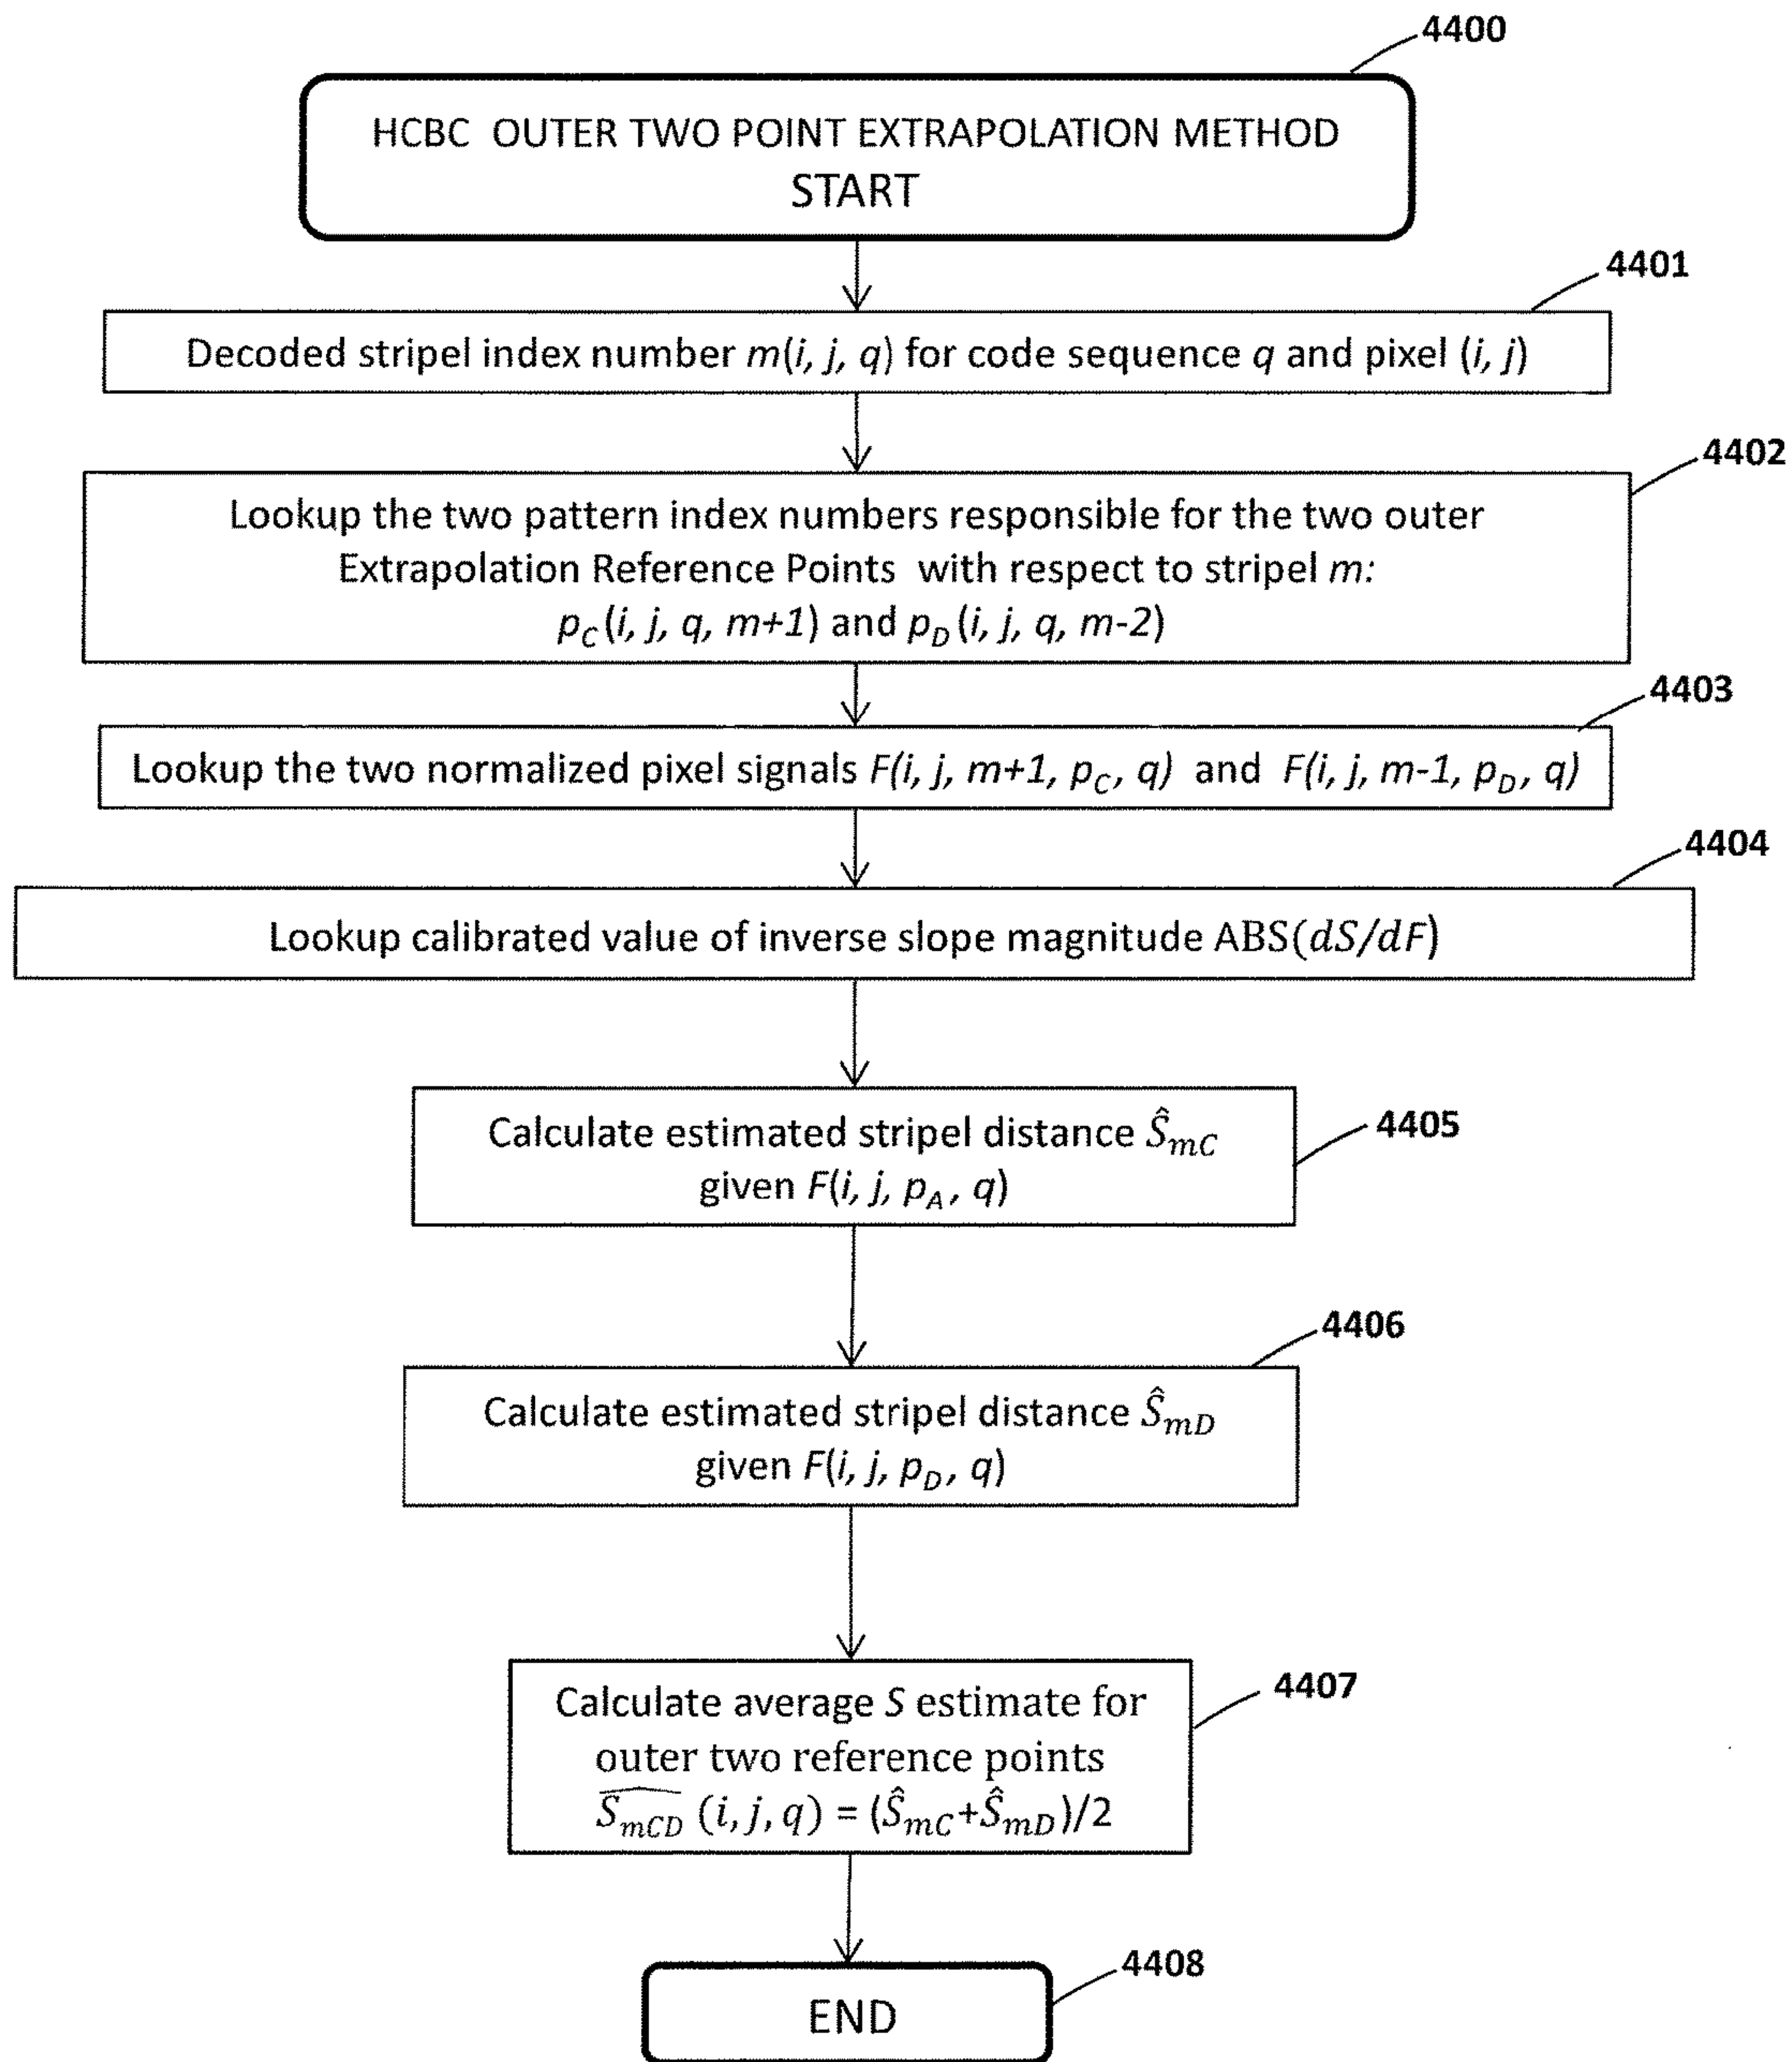 4400
HCBC OUTER TWO POINT EXTRAPOLATION METHOD
START
4401
Decoded stripel index number m(i, j, q) for code sequence q and pixel (i, j)
4402
Lookup the two pattern index numbers responsible for the two outer
Extrapolation Reference Points with respect to stripel m:
p_C(i, j, q, m+1) and p_D(i, j, q, m-2)
4403
Lookup the two normalized pixel signals F(i, j, m+1, p_C, q) and F(i, j, m-1, p_D, q)
4404
Lookup calibrated value of inverse slope magnitude ABS(dS/dF)
Calculate estimated stripel distance Ŝ_mC
given F(i, j, p_A, q)
4405
4406
Calculate estimated stripel distance Ŝ_mD
given F(i, j, p_D, q)
4407
Calculate average S estimate for
outer two reference points
\widehat{S_mCD} (i, j, q) = (Ŝ_mC+Ŝ_mD)/2
4408
END